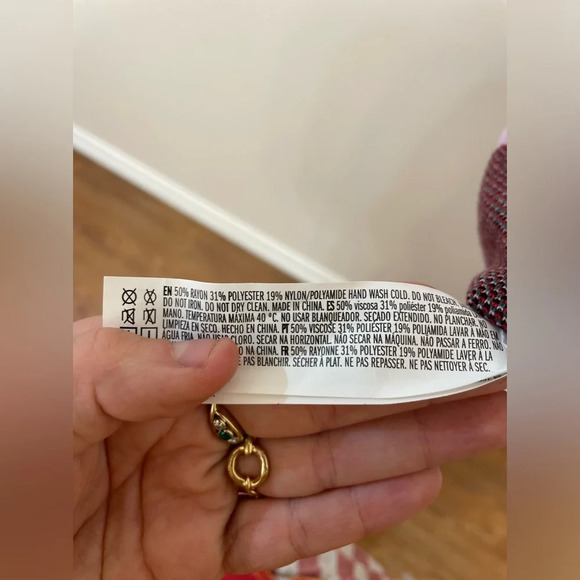 EN 50% RAYON 31% POLYESTER 19% NYLON/POLYAMIDE HAND WASH COLD. DO NOT BLEACH.
DO NOT IRON. DO NOT DRY CLEAN. MADE IN CHINA. ES 50% viscosa 31% poliéster 19% poliamida
MANO. TEMPERATURA MÁXIMA 40 °C. NO USAR BLANQUEADOR. SECADO EXTENDIDO. NO PLANCHAR. NO
LIMPIEZA EN SECO. HECHO EN CHINA. PT 50% VISCOSE 31% POLIÉSTER 19% POLIAMIDA LAVAR À MÃO
ÁGUA FRIA. NÃO USAR CLORO. SECAR NA HORIZONTAL. NÃO SECAR NA MÁQUINA. NÃO PASSAR A FERRO. NÃO
NA CHINA. FR 50% RAYONNE 31% POLYESTER 19% POLYAMIDE LAVER À LA
PAS BLANCHIR. SÉCHER À PLAT. NE PAS REPASSER. NE PAS NETTOYER À SEC.